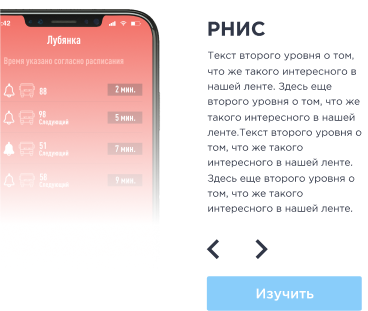 :42
Лубянка
Время указано согласно расписания
88
2 мин.
98
Следующий
5 мин.
51
Следующий
7 мин.
58
Следующий
9 мин.
РНИС
Текст второго уровня о том,
что же такого интересного в
нашей ленте. Здесь еще
второго уровня о том, что же
такого интересного в нашей
ленте.Текст второго уровня о
том, что же такого
интересного в нашей ленте.
Здесь еще второго уровня о
том, что же такого
интересного в нашей ленте.
Изучить